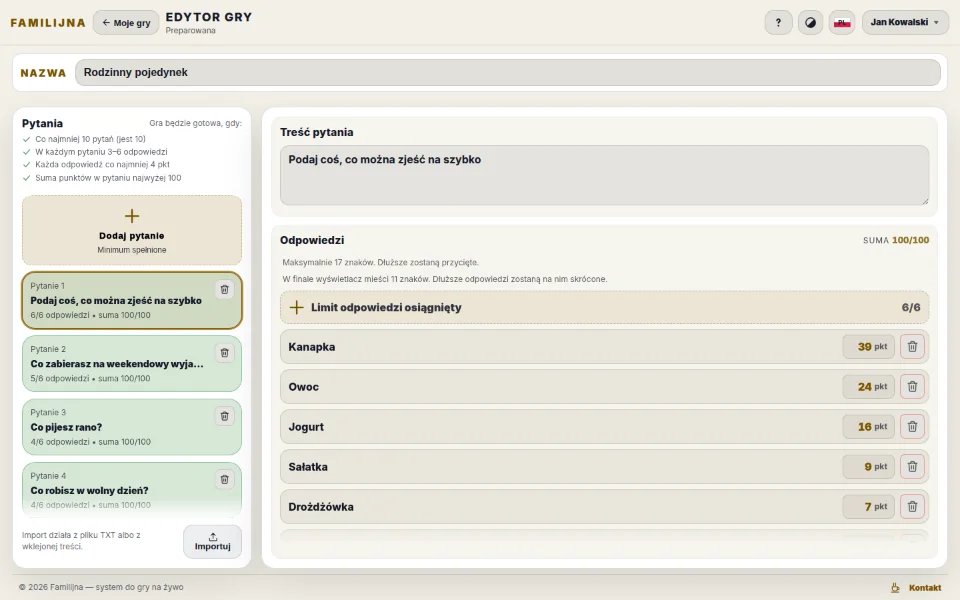 FAMILIJNA
← Moje gry
EDYTOR GRY
Preparowana
?
PL
Jan Kowalski
NAZWA
Rodzinny pojedynek
Pytania
Gra będzie gotowa, gdy:
Co najmniej 10 pytań (jest 10)
W każdym pytaniu 3–6 odpowiedzi
Każda odpowiedź co najmniej 4 pkt
Suma punktów w pytaniu najwyżej 100
Dodaj pytanie
Minimum spełnione
Pytanie 1
Podaj coś, co można zjeść na szybko
6/6 odpowiedzi • suma 100/100
Pytanie 2
Co zabierasz na weekendowy wyja...
5/6 odpowiedzi • suma 100/100
Pytanie 3
Co pijesz rano?
4/6 odpowiedzi • suma 100/100
Pytanie 4
Co robisz w wolny dzień?
4/6 odpowiedzi • suma 100/100
Import działa z pliku TXT albo z
wklejonej treści.
Importuj
Treść pytania
Podaj coś, co można zjeść na szybko
Odpowiedzi
SUMA 100/100
Maksymalnie 17 znaków. Dłuższe zostaną przycięte.
W finale wyświetlacz mieści 11 znaków. Dłuższe odpowiedzi zostaną na nim skrócone.
Limit odpowiedzi osiągnięty
6/6
Kanapka
39 pkt
Owoc
24 pkt
Jogurt
16 pkt
Sałatka
9 pkt
Drożdżówka
7 pkt
© 2026 Familijna — system do gry na żywo
Kontakt